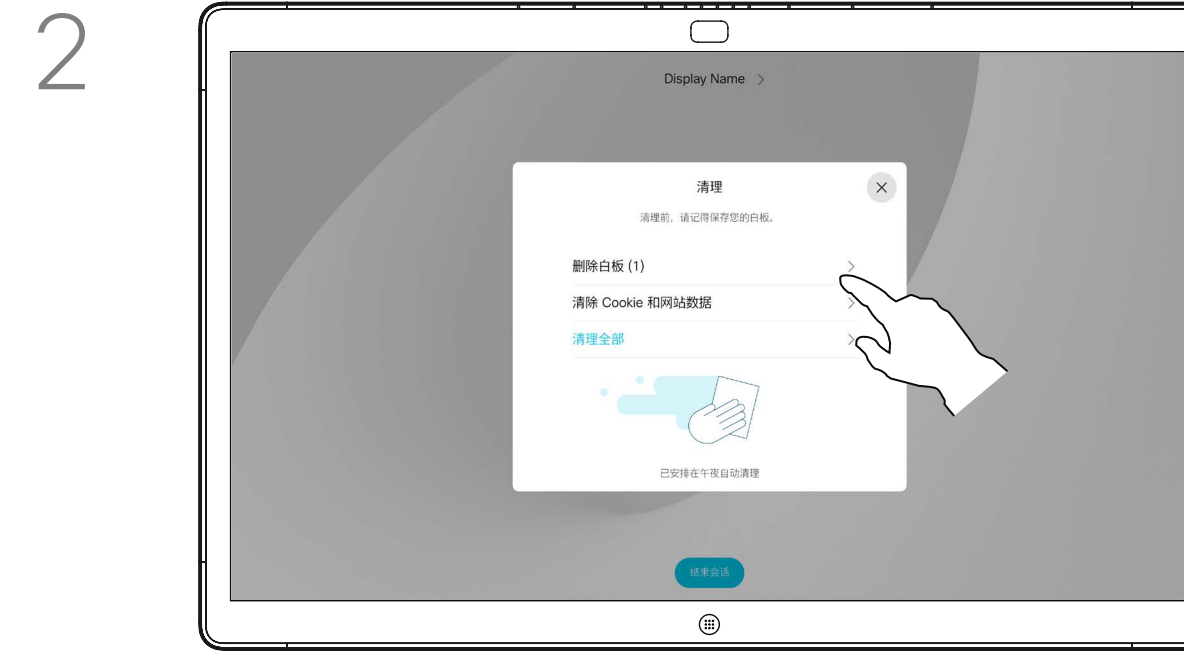 2
Display Name
清理
清理前，请记得保存您的白板。
删除白板 (1)
清除 Cookie 和网站数据
清理全部
已安排在午夜自动清理
结束会话